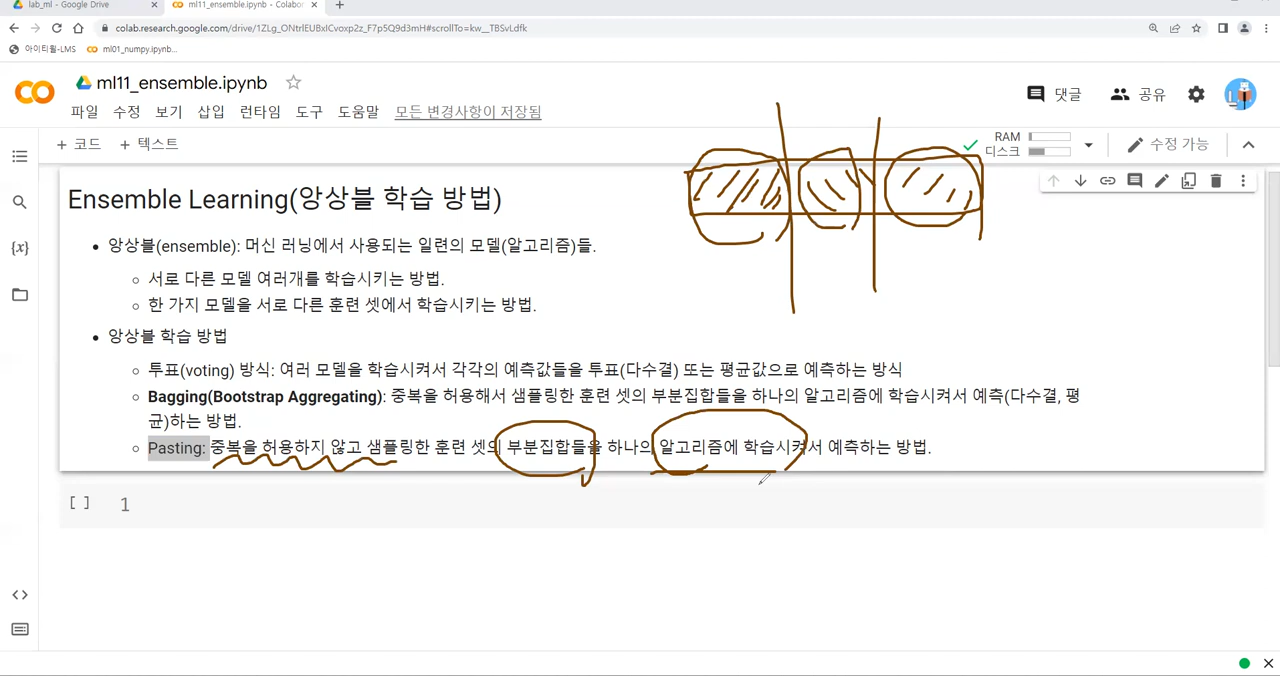 lab_ml - Google Drive
ml11_ensemble.ipynb - Colabor
colab.research.google.com/drive/1ZLg_ONtrlEUBxICvoxp2z_F7p5Q9d3mH#scrollTo=kw__TBSvLdfk
아이티윌-LMS
ml01_numpy.ipynb...
ml11_ensemble.ipynb
댓글
공유
파일 수정 보기 삽입 런타임 도구 도움말 모든 변경사항이 저장됨
+ 코드 + 텍스트
RAM
디스크
수정 가능
Ensemble Learning(앙상블 학습 방법)
앙상블(ensemble): 머신 러닝에서 사용되는 일련의 모델(알고리즘)들.
서로 다른 모델 여러개를 학습시키는 방법.
한 가지 모델을 서로 다른 훈련 셋에서 학습시키는 방법.
앙상블 학습 방법
투표(voting) 방식: 여러 모델을 학습시켜서 각각의 예측값들을 투표(다수결) 또는 평균값으로 예측하는 방식
Bagging(Bootstrap Aggregating): 중복을 허용해서 샘플링한 훈련 셋의 부분집합들을 하나의 알고리즘에 학습시켜서 예측(다수결, 평
균)하는 방법.
Pasting: 중복을 허용하지 않고 샘플링한 훈련 셋의 부분집합들을 하나의 알고리즘에 학습시켜서 예측하는 방법.
[ ] 1